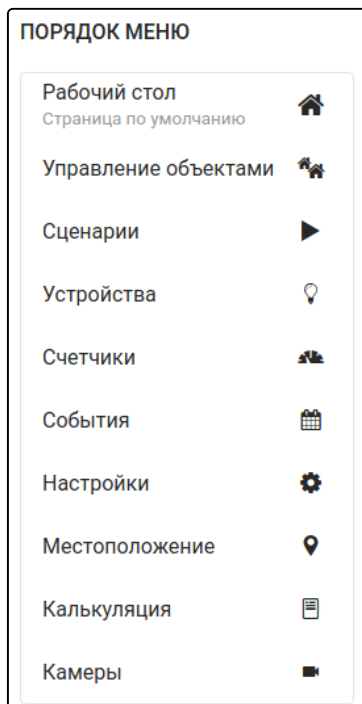 ПОРЯДОК МЕНЮ
Рабочий стол
Страница по умолчанию
Управление объектами
Сценарии
Устройства
Счетчики
События
Настройки
Местоположение
Калькуляция
Камеры